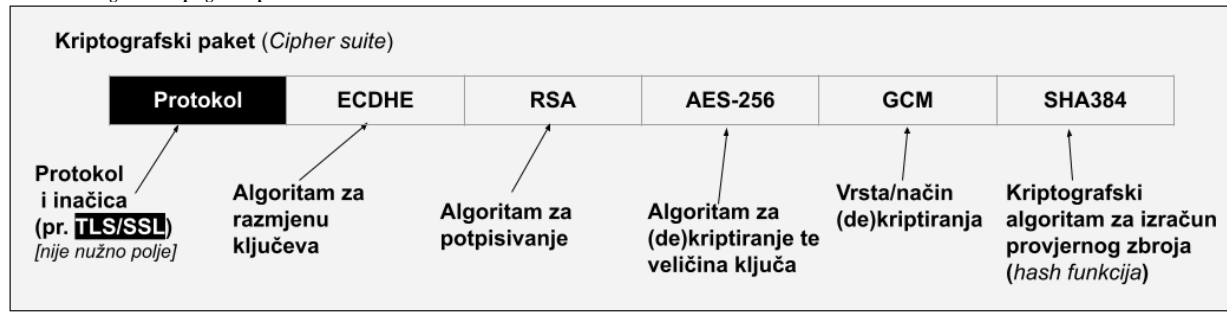 Kriptografski paket (Cipher suite)
Protokol ECDHE RSA AES-256 GCM SHA384
Protokol
i inačica
(pr. TLS/SSL)
[nije nužno polje]
Algoritam za
razmjenu
ključeva
Algoritam za
potpisivanje
Algoritam za
(de)kriptiranje te
veličina ključa
Vrsta/način
(de)kriptiranja
Kriptografski
algoritam za izračun
provjernog zbroja
(hash funkcija)